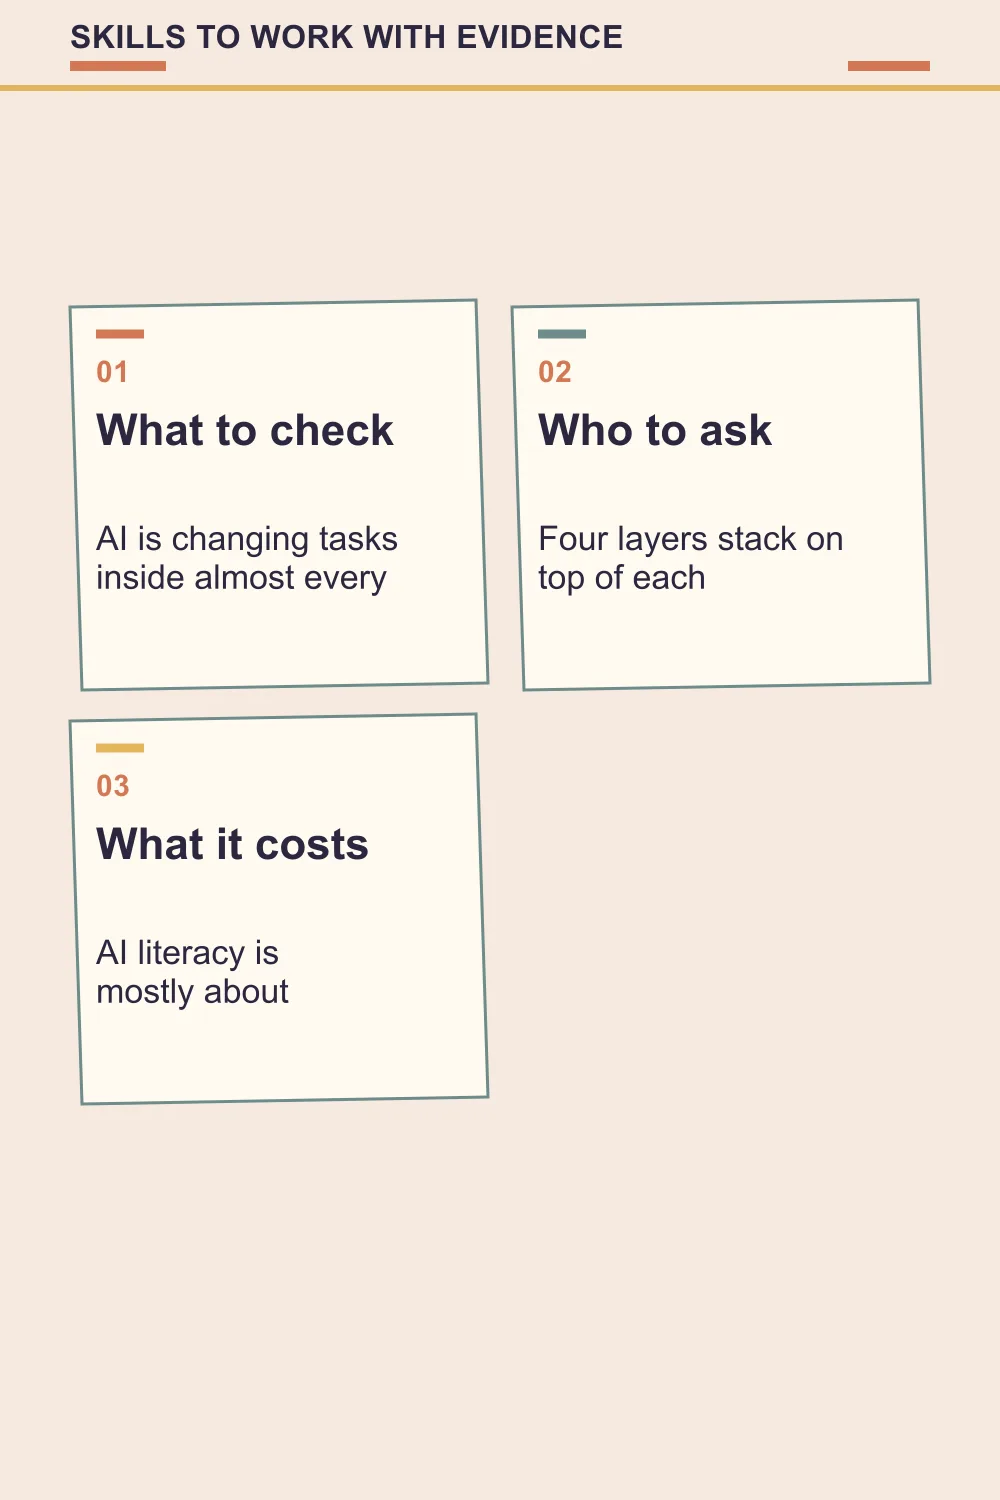 SKILLS TO WORK WITH EVIDENCE
01
What to check
AI is changing tasks
inside almost every
02
Who to ask
Four layers stack on
top of each
03
What it costs
AI literacy is
mostly about